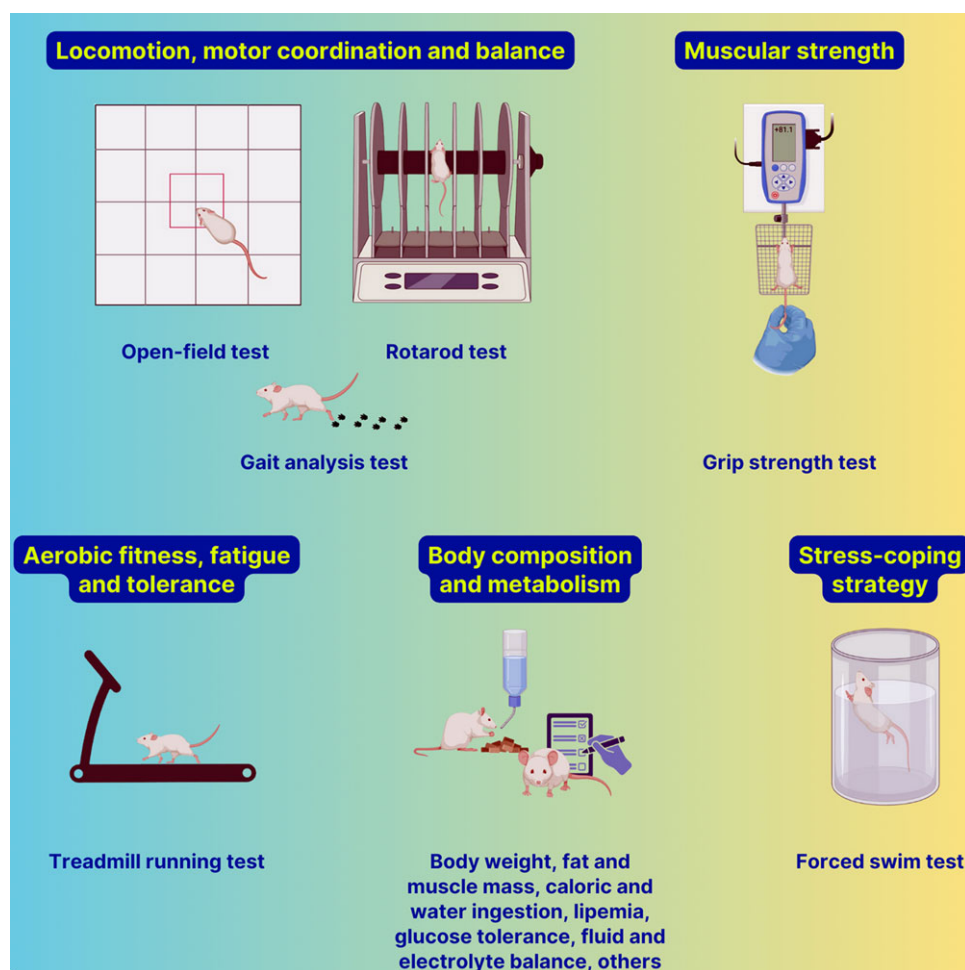 Locomotion, motor coordination and balance
Muscular strength
+81.1
Open-field test
Rotarod test
Gait analysis test
Grip strength test
Aerobic fitness, fatigue
and tolerance
Body composition
and metabolism
Stress-coping
strategy
Treadmill running test
Body weight, fat and
muscle mass, caloric and
water ingestion, lipemia,
glucose tolerance, fluid and
electrolyte balance, others
Forced swim test